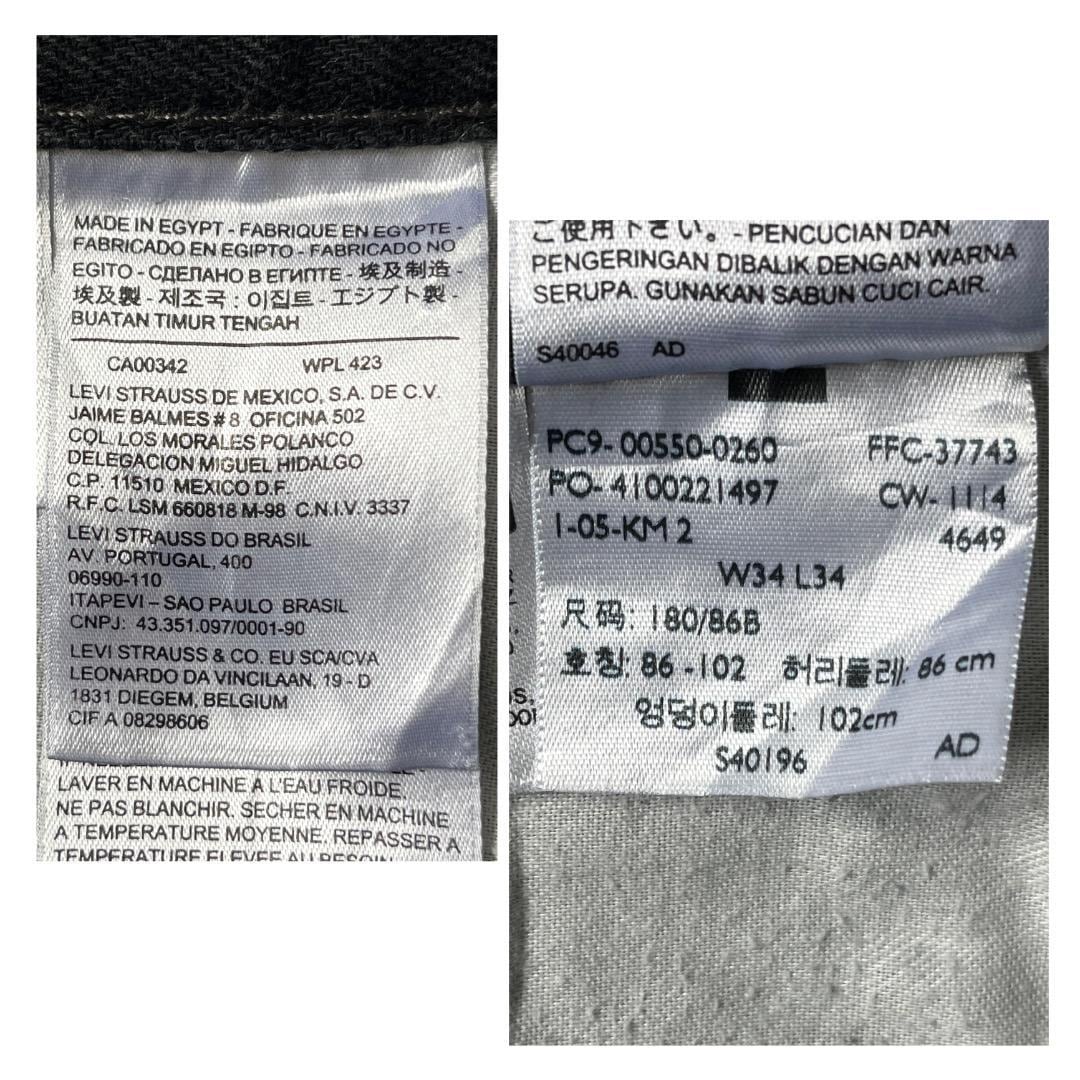 MADE IN EGYPT - FABRIQUE EN EGYPTE -
FABRICADO EN EGIPTO - FABRICADO NO
EGITO - СДЕЛАНО В ЕГИПТЕ - 埃及制造 -
埃及製 - 제조국 : 이집트 - エジプト製 -
BUATAN TIMUR TENGAH
CA00342 WPL 423
LEVI STRAUSS DE MEXICO, S.A. DE C.V.
JAIME BALMES # 8 OFICINA 502
COL. LOS MORALES POLANCO
DELEGACION MIGUEL HIDALGO
C.P. 11510 MEXICO D.F.
R.F.C. LSM 660818 M-98 C.N.I.V. 3337
LEVI STRAUSS DO BRASIL
AV. PORTUGAL, 400
06990-110
ITAPEVI – SAO PAULO BRASIL
CNPJ: 43.351.097/0001-90
LEVI STRAUSS & CO. EU SCA/CVA
LEONARDO DA VINCILAAN, 19 - D
1831 DIEGEM, BELGIUM
CIF A 08298606
LAVER EN MACHINE A L'EAU FROIDE
NE PAS BLANCHIR. SECHER EN MACHINE
A TEMPERATURE MOYENNE. REPASSER A
TEMPERATURE ELEVEE AU BESOIN
ご使用下さい。 - PENCUCIAN DAN
PENGERINGAN DIBALIK DENGAN WARNA
SERUPA. GUNAKAN SABUN CUCI CAIR.
S40046 AD
PC9- 00550-0260 FFC-37743
PO- 4100221497 CW- 1114
1-05-KM 2 4649
W34 L34
尺码: 180/86B
호칭: 86 -102 허리둘레: 86 cm
엉덩이둘레: 102cm
S40196 AD